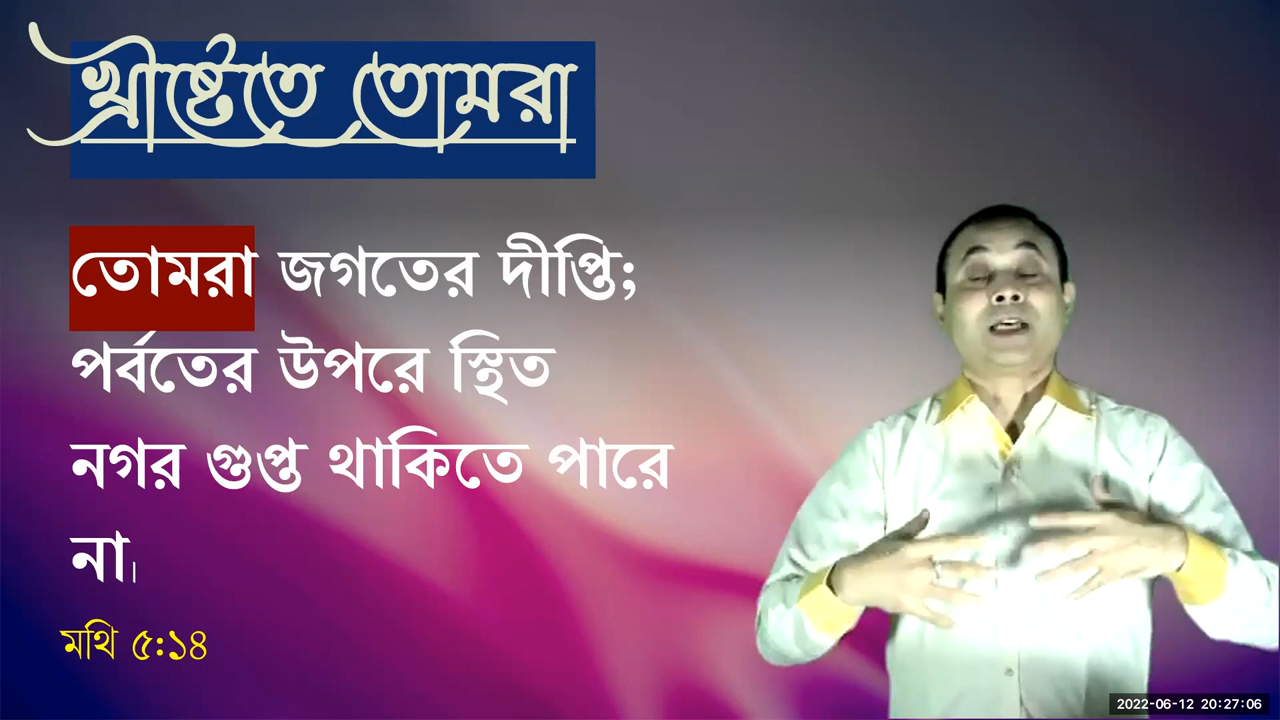 খ্রীষ্টেতে তোমরা
তোমরা জগতের দীপ্তি;
পর্বতের উপরে স্থিত
নগর গুপ্ত থাকিতে পারে
না।
মথি ৫:১৪
2022-06-12 20:27:06